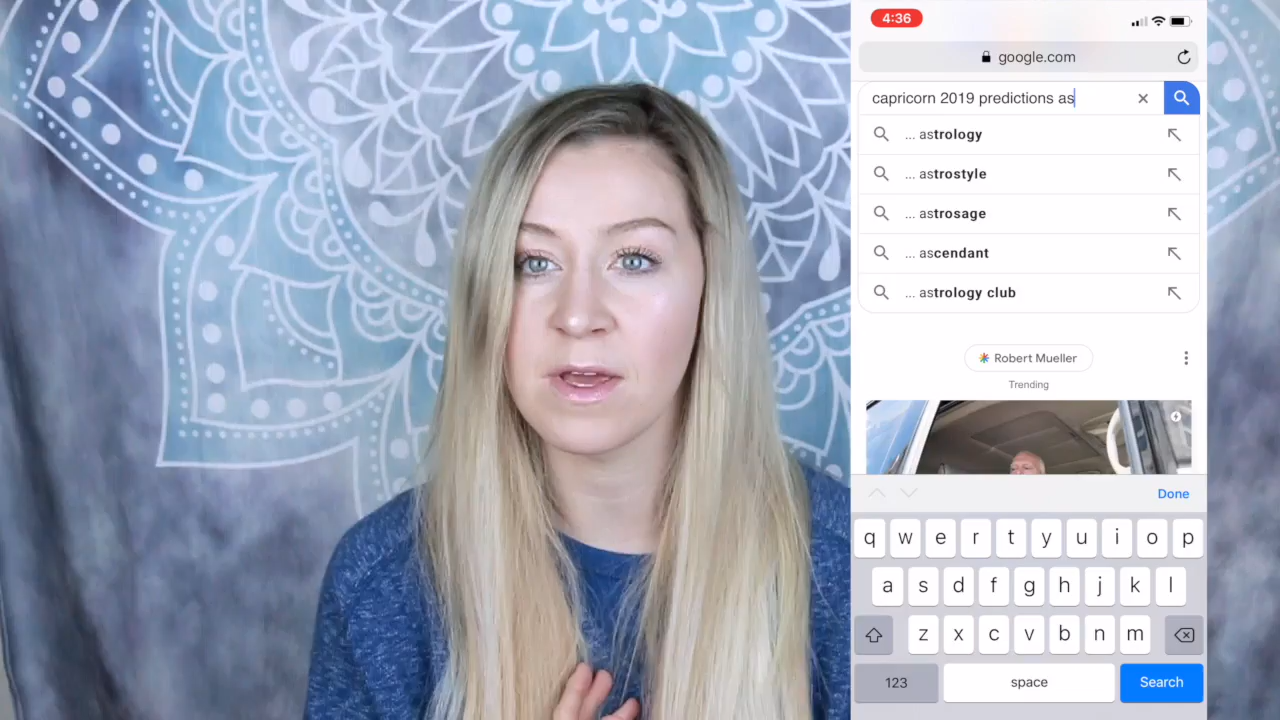 4:36
google.com
capricorn 2019 predictions as
... astrology
... astrostyle
... astrosage
... ascendant
... astrology club
Robert Mueller
Trending
Done
q w e r t y u i o p
a s d f g h j k l
z x c v b n m
123 space Search